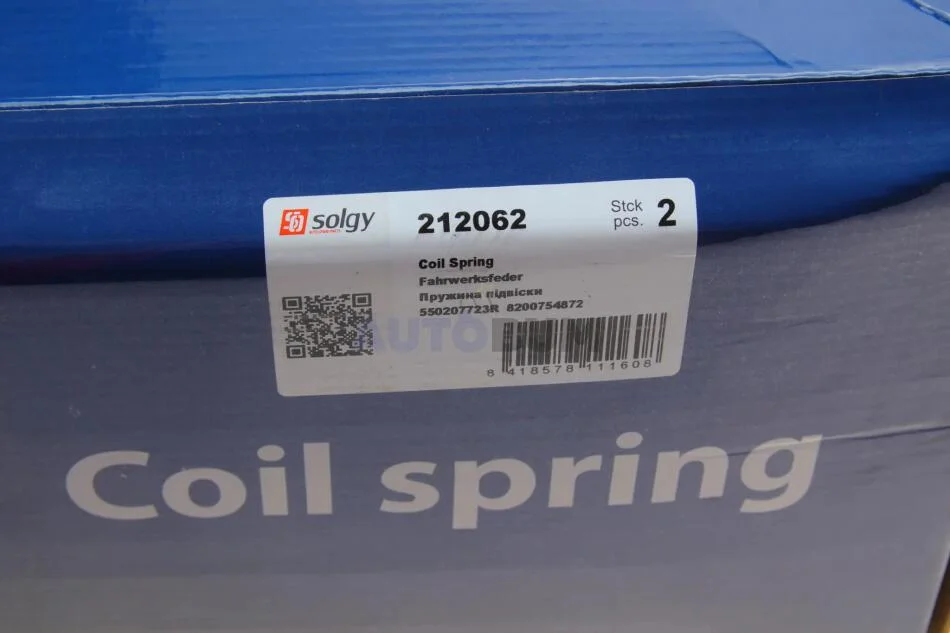 solgy
212062
Stck
pcs. 2
Coil Spring
Fahrwerksfeder
Пружина підвіски
550207723R 8200754872
8 418578 111608
Coil spring